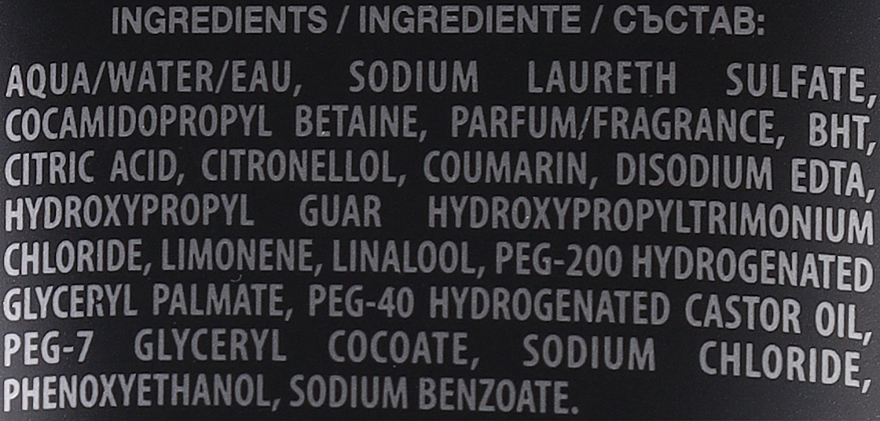 INGREDIENTS / INGREDIENTE / СЪСТАВ:
AQUA/WATER/EAU, SODIUM LAURETH SULFATE,
COCAMIDOPROPYL BETAINE, PARFUM/FRAGRANCE, BHT,
CITRIC ACID, CITRONELLOL, COUMARIN, DISODIUM EDTA,
HYDROXYPROPYL GUAR HYDROXYPROPYLTRIMONIUM
CHLORIDE, LIMONENE, LINALOOL, PEG-200 HYDROGENATED
GLYCERYL PALMATE, PEG-40 HYDROGENATED CASTOR OIL,
PEG-7 GLYCERYL COCOATE, SODIUM CHLORIDE,
PHENOXYETHANOL, SODIUM BENZOATE.